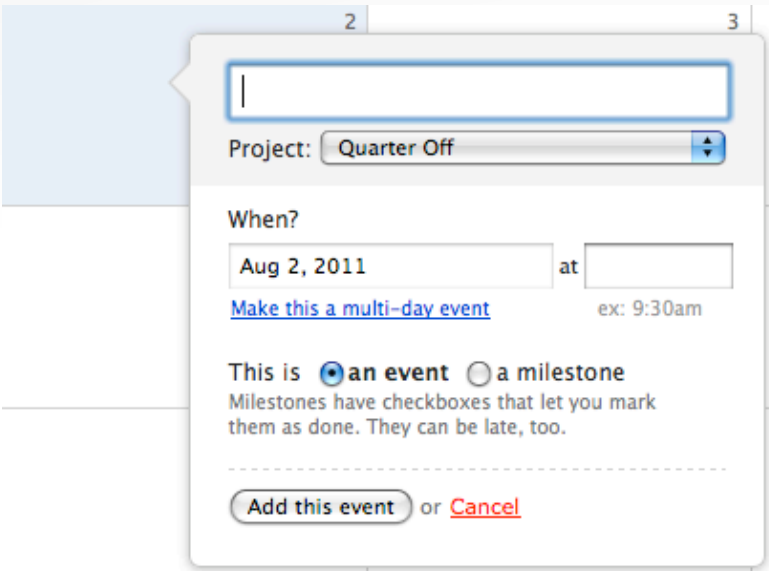 2 3
Project: Quarter Off
When?
Aug 2, 2011 at
Make this a multi-day event ex: 9:30am
This is an event a milestone
Milestones have checkboxes that let you mark
them as done. They can be late, too.
Add this event or Cancel